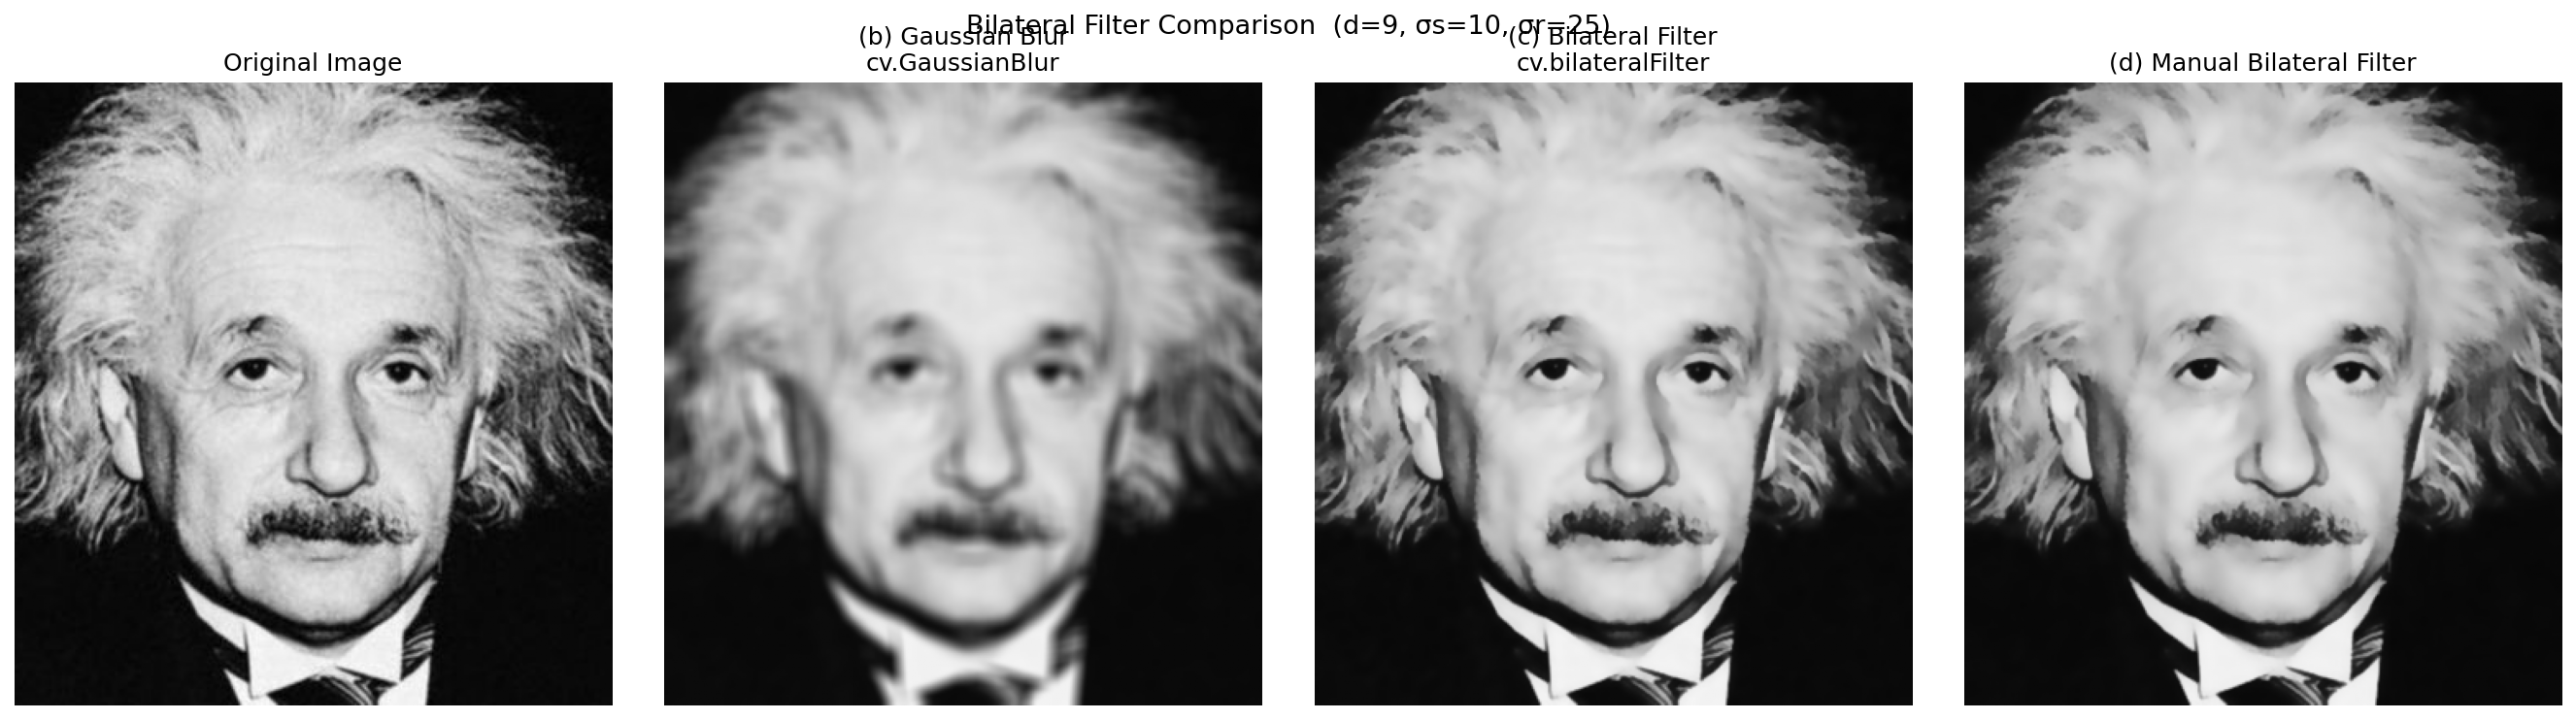 Bilateral Filter Comparison  (d=9, σs=10, σr=25)
Original Image
(b) Gaussian Blur
cv.GaussianBlur
(c) Bilateral Filter
cv.bilateralFilter
(d) Manual Bilateral Filter